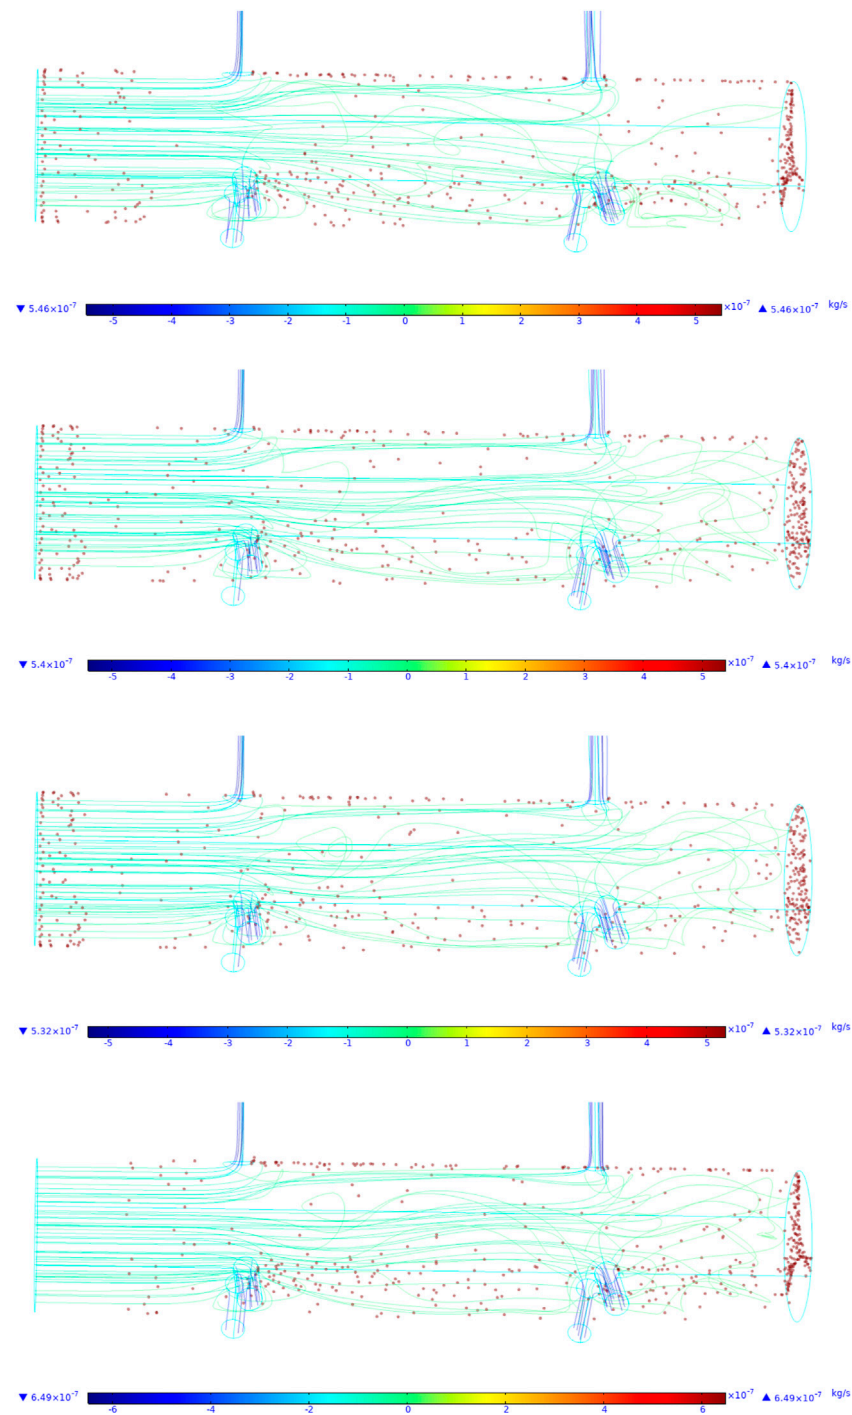 ▼ 5.46×10⁻⁷ ×10⁻⁷ ▲ 5.46×10⁻⁷ kg/s
-5 -4 -3 -2 -1 0 1 2 3 4 5
▼ 5.4×10⁻⁷ ×10⁻⁷ ▲ 5.4×10⁻⁷ kg/s
-5 -4 -3 -2 -1 0 1 2 3 4 5
▼ 5.32×10⁻⁷ ×10⁻⁷ ▲ 5.32×10⁻⁷ kg/s
-5 -4 -3 -2 -1 0 1 2 3 4 5
▼ 6.49×10⁻⁷ ×10⁻⁷ ▲ 6.49×10⁻⁷ kg/s
-6 -4 -2 0 2 4 6